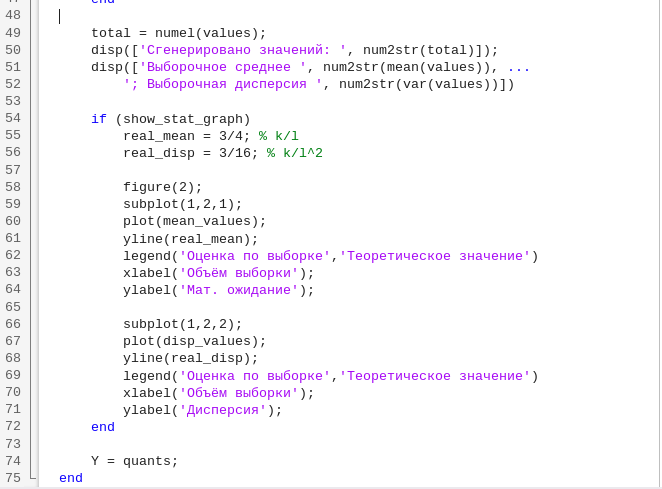 end
48
49     total = numel(values);
50     disp(['Сгенерировано значений: ', num2str(total)]);
51     disp(['Выборочное среднее ', num2str(mean(values)), ...
52         '; Выборочная дисперсия ', num2str(var(values))])
53
54     if (show_stat_graph)
55         real_mean = 3/4; % k/l
56         real_disp = 3/16; % k/l^2
57
58         figure(2);
59         subplot(1,2,1);
60         plot(mean_values);
61         yline(real_mean);
62         legend('Оценка по выборке','Теоретическое значение')
63         xlabel('Объём выборки');
64         ylabel('Мат. ожидание');
65
66         subplot(1,2,2);
67         plot(disp_values);
68         yline(real_disp);
69         legend('Оценка по выборке','Теоретическое значение')
70         xlabel('Объём выборки');
71         ylabel('Дисперсия');
72     end
73
74     Y = quants;
75 end